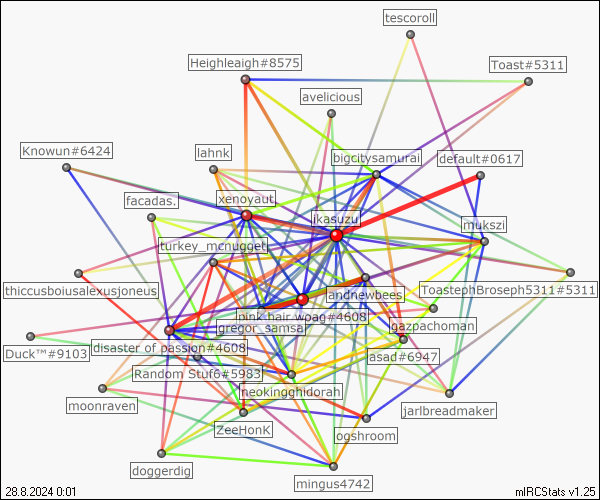 tescoroll
Heighleaigh#8575
Toast#5311
avelicious
Knowun#6424
lahnk
bigcitysamurai
default#0617
facadas.
xenoyaut
ikasuzu
mukszi
turkey_mcnugget
thiccusboiusalexusjoneus
andnewbees
ToastephBroseph5311#5311
pink hair wpag#4608
gregor_samsa
gazpachoman
Duck™#9103
disaster of passion#4608
asad#6947
Random Stuf6#5983
neokingghidorah
moonraven
jarlbreadmaker
ZeeHonK
ogshroom
doggerdig
mingus4742
28.8.2024 0:01
mIRCStats v1.25